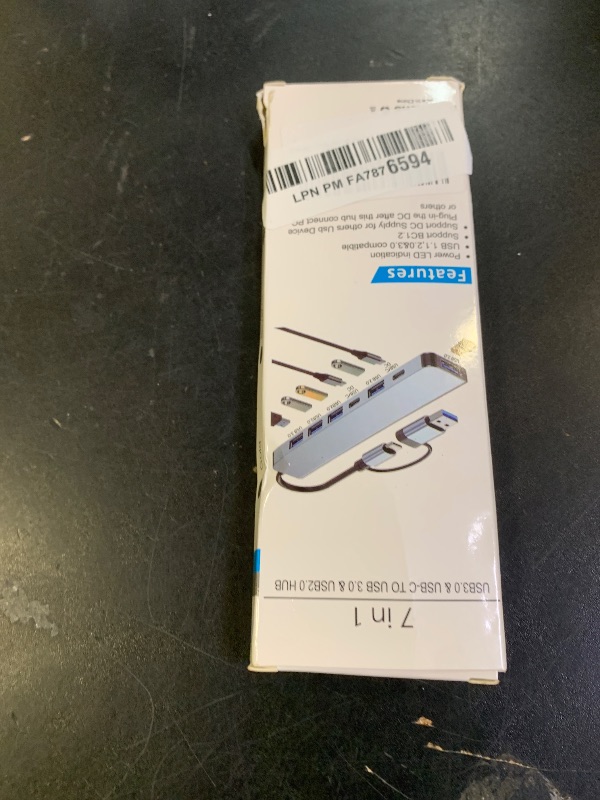 7 in 1
USB3.0 & USB-C TO USB 3.0 & USB2.0 HUB
Features
• Power LED indication
• USB 1.1,2.0&3.0 compatible
• Support BC1.2
• Support DC Supply for others Usb Device
Plug-in the DC after this hub connect PC
or others
LPN PM FA7876594